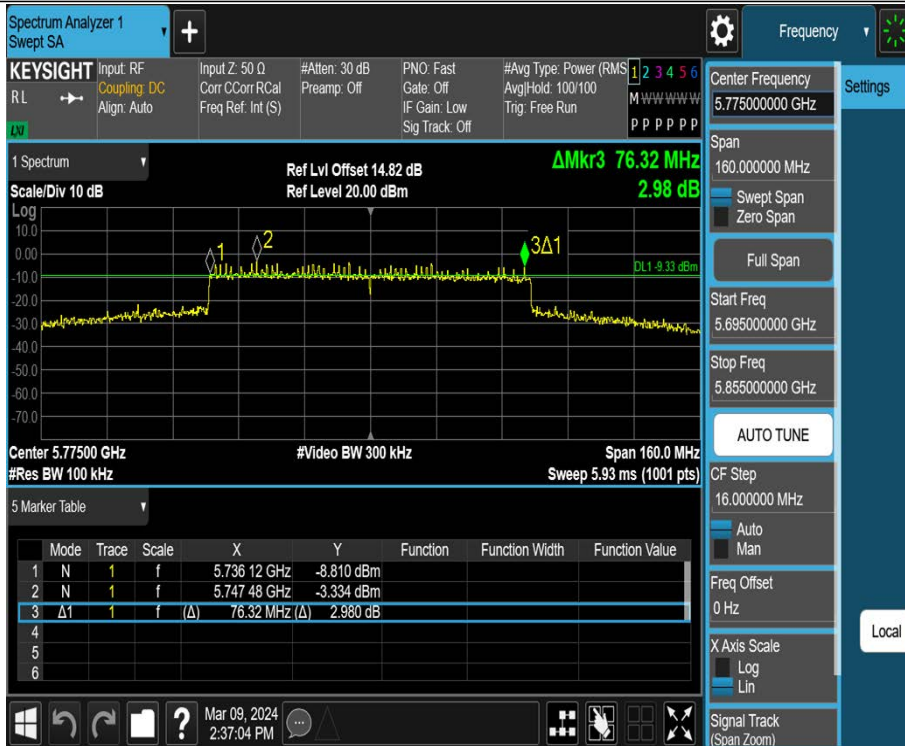 Spectrum Analyzer 1
Swept SA
+
Frequency
KEYSIGHT
RL
LXI
Input: RF
Coupling: DC
Align: Auto
Input Z: 50 Ω
Corr CCorr RCal
Freq Ref: Int (S)
#Atten: 30 dB
Preamp: Off
PNO: Fast
Gate: Off
IF Gain: Low
Sig Track: Off
#Avg Type: Power (RMS
Avg|Hold: 100/100
Trig: Free Run
1 2 3 4 5 6
M W W W W W
P P P P P P
Center Frequency
5.775000000 GHz
Settings
Span
160.000000 MHz
Swept Span
Zero Span
Full Span
Start Freq
5.695000000 GHz
Stop Freq
5.855000000 GHz
AUTO TUNE
CF Step
16.000000 MHz
Auto
Man
Freq Offset
0 Hz
X Axis Scale
Log
Lin
Signal Track
(Span Zoom)
Local
1 Spectrum
Scale/Div 10 dB
Ref Lvl Offset 14.82 dB
Ref Level 20.00 dBm
ΔMkr3 76.32 MHz
2.98 dB
Log
10.0
0.00
-10.0
-20.0
-30.0
-40.0
-50.0
-60.0
-70.0
1
2
3Δ1
DL1 -9.33 dBm
Center 5.77500 GHz
#Video BW 300 kHz
Span 160.0 MHz
#Res BW 100 kHz
Sweep 5.93 ms (1001 pts)
5 Marker Table
Mode Trace Scale X Y Function Function Width Function Value
1 N 1 f 5.736 12 GHz -8.810 dBm
2 N 1 f 5.747 48 GHz -3.334 dBm
3 Δ1 1 f (Δ) 76.32 MHz (Δ) 2.980 dB
4
5
6
?
Mar 09, 2024
2:37:04 PM